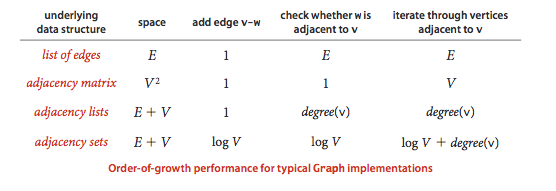 underlying data structure space add edge v-w check whether w is adjacent to v iterate through vertices adjacent to v
list of edges E 1 E E
adjacency matrix V² 1 1 V
adjacency lists E + V 1 degree(v) degree(v)
adjacency sets E + V log V log V log V + degree(v)
Order-of-growth performance for typical Graph implementations